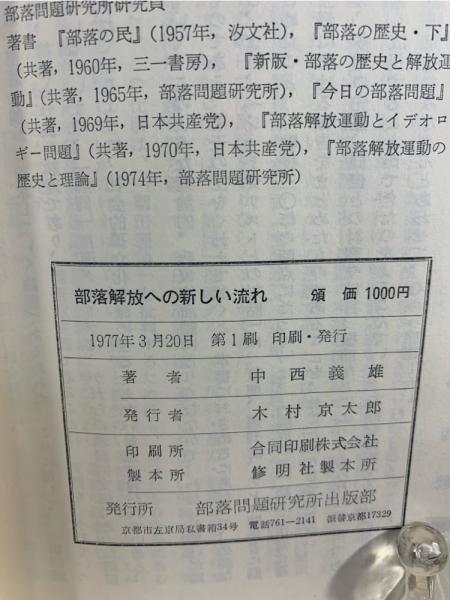 部落問題研究所研究員
著書 『部落の民』(1957年，汐文社)，『部落の歴史・下』
(共著，1960年，三一書房)，『新版・部落の歴史と解放運
動』(共著，1965年，部落問題研究所)，『今日の部落問題』
(共著，1969年，日本共産党)，『部落解放運動とイデオロ
ギー問題』(共著，1970年，日本共産党)，『部落解放運動の
歴史と理論』(1974年，部落問題研究所)
部落解放への新しい流れ 頒価 1000円
1977年3月20日 第1刷 印刷・発行
著者 中西義雄
発行者 木村京太郎
印刷所 合同印刷株式会社
製本所 修明社製本所
発行所 部落問題研究所出版部
京都市左京局私書箱34号 電話761―2141 振替京都17329